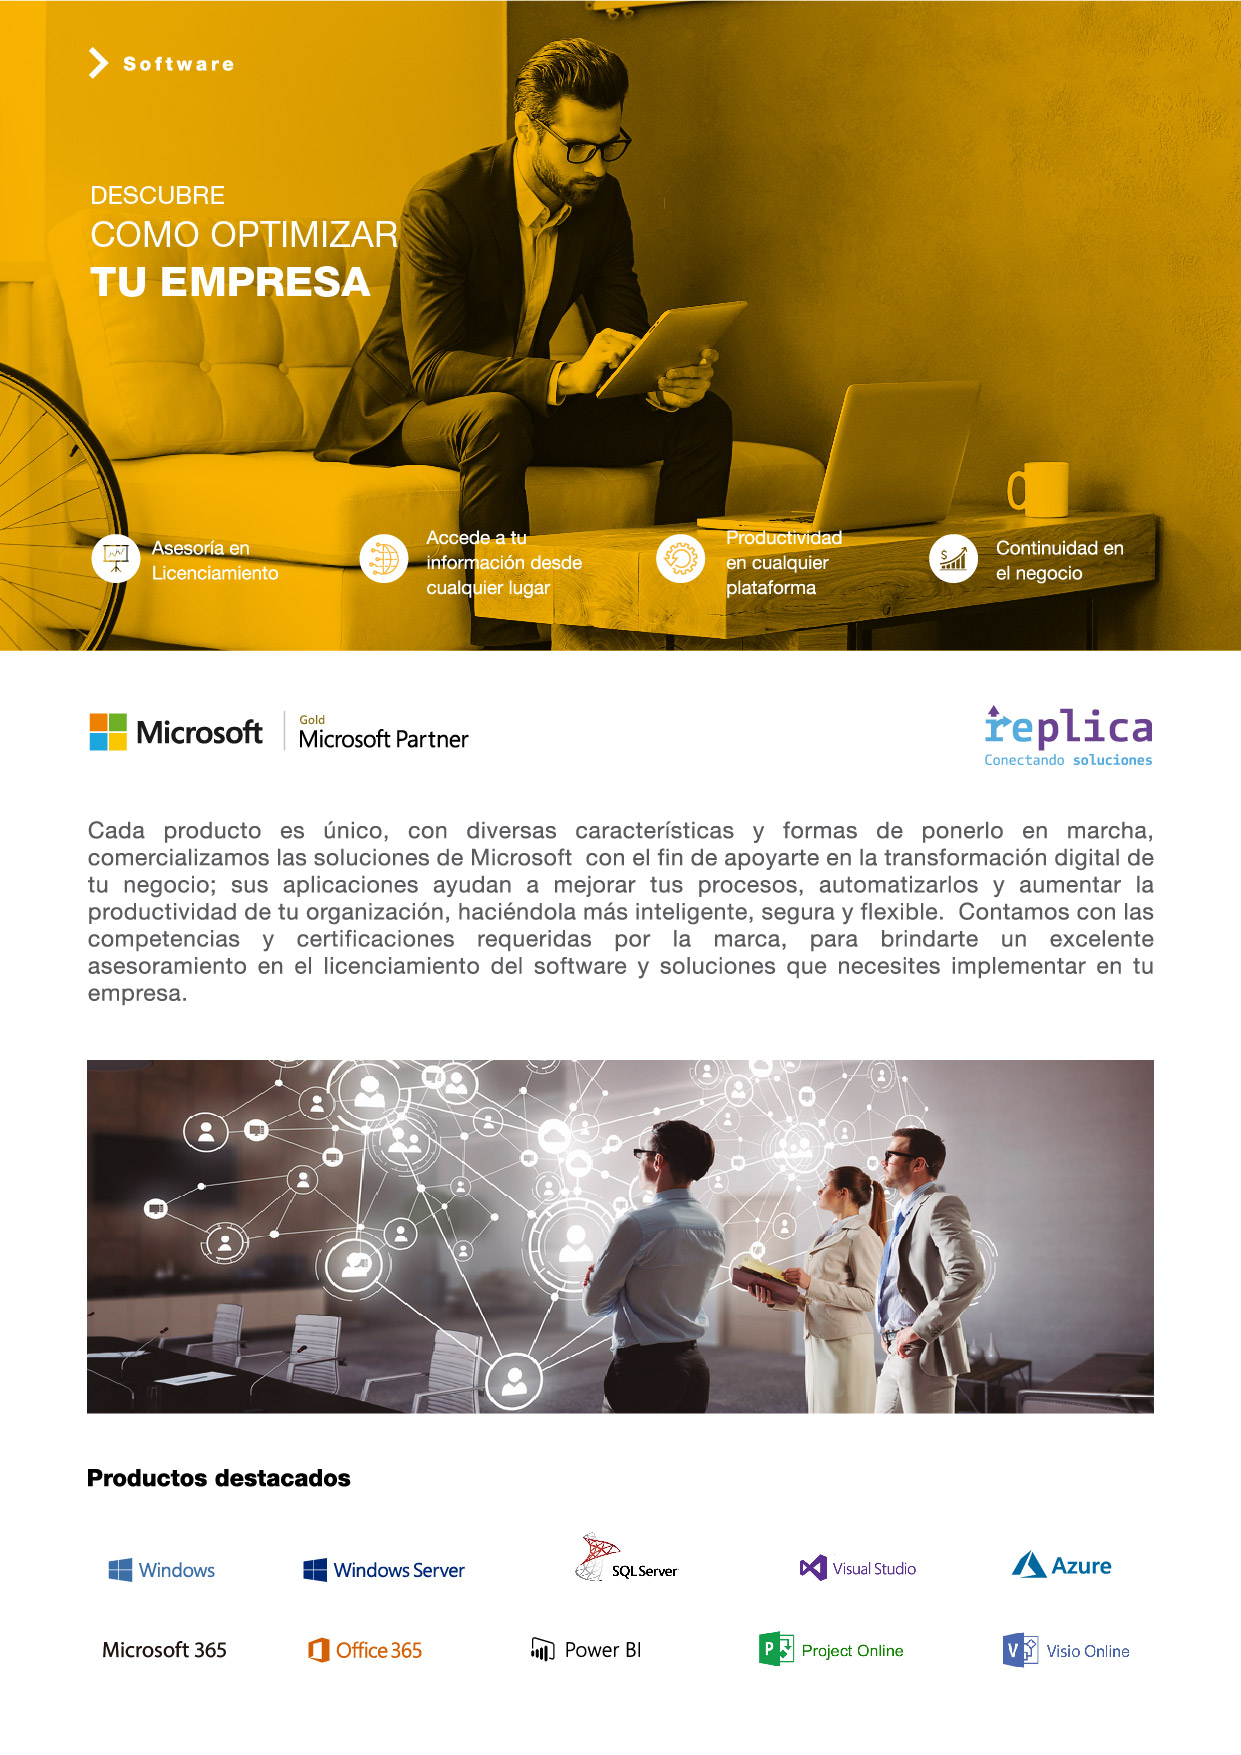 Software
DESCUBRE
COMO OPTIMIZAR
TU EMPRESA
Asesoría en
Licenciamiento
Accede a tu
información desde
cualquier lugar
Productividad
en cualquier
plataforma
Continuidad en
el negocio
Microsoft
Gold
Microsoft Partner
replica
Conectando soluciones
Cada producto es único, con diversas características y formas de ponerlo en marcha,
comercializamos las soluciones de Microsoft con el fin de apoyarte en la transformación digital de
tu negocio; sus aplicaciones ayudan a mejorar tus procesos, automatizarlos y aumentar la
productividad de tu organización, haciéndola más inteligente, segura y flexible. Contamos con las
competencias y certificaciones requeridas por la marca, para brindarte un excelente
asesoramiento en el licenciamiento del software y soluciones que necesites implementar en tu
empresa.
Productos destacados
Windows
Windows Server
SQL Server
Visual Studio
Azure
Microsoft 365
Office 365
Power BI
P
Project Online
V
Visio Online